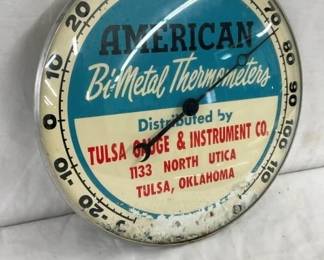 AMERICAN
Bi-Metal Thermometers
Distributed by
TULSA GAUGE & INSTRUMENT CO.
1133 NORTH UTICA
TULSA, OKLAHOMA
-20
-10
0
10
20
70
80
90
100
110